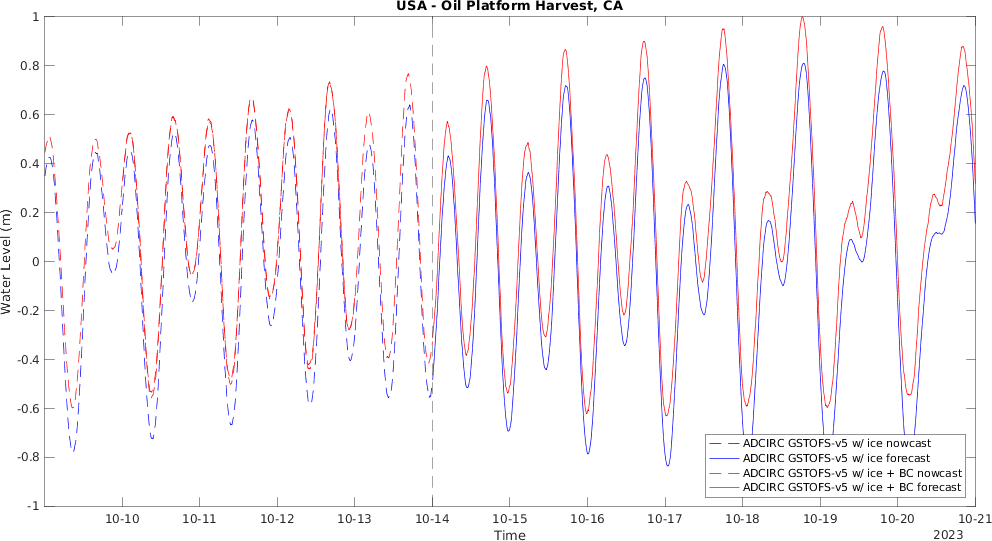 USA - Oil Platform Harvest, CA
1
0.8
0.6
0.4
0.2
0
-0.2
-0.4
-0.6
-0.8
-1
Water Level (m)
ADCIRC GSTOFS-v5 w/ ice nowcast
ADCIRC GSTOFS-v5 w/ ice forecast
ADCIRC GSTOFS-v5 w/ ice + BC nowcast
ADCIRC GSTOFS-v5 w/ ice + BC forecast
10-10 10-11 10-12 10-13 10-14 10-15 10-16 10-17 10-18 10-19 10-20 10-21
Time
2023